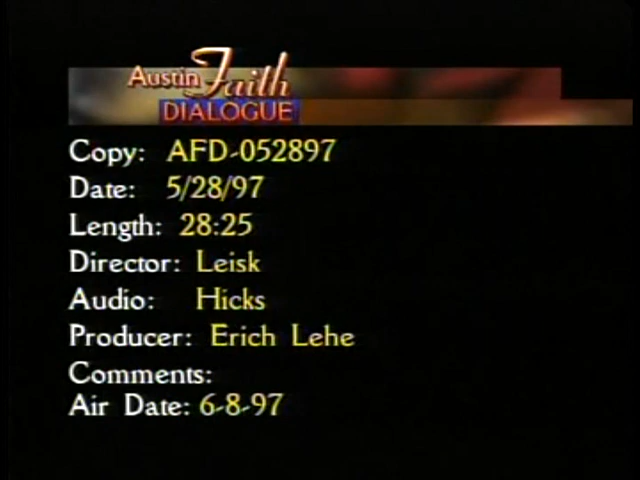 Austin Faith
DIALOGUE
Copy: AFD-052897
Date: 5/28/97
Length: 28:25
Director: Leisk
Audio: Hicks
Producer: Erich Lehe
Comments:
Air Date: 6-8-97